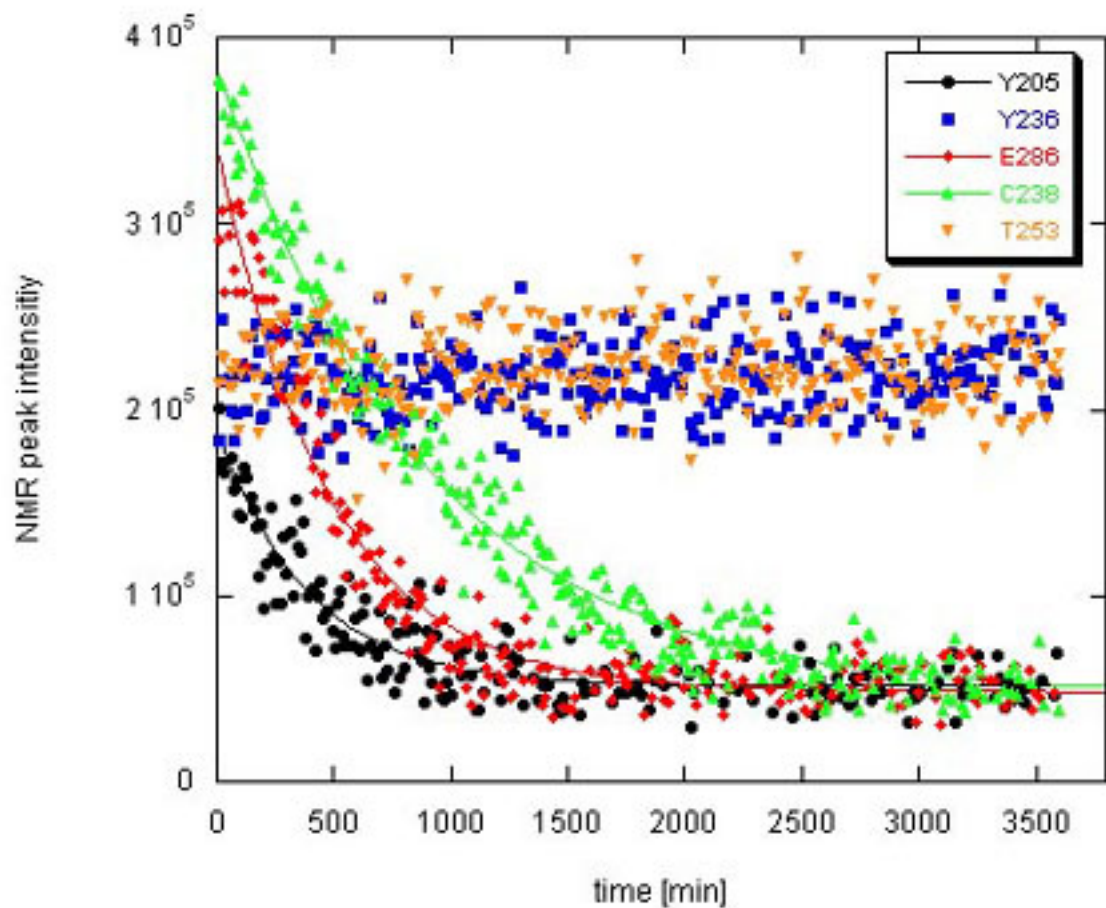 4 10⁵
3 10⁵
2 10⁵
1 10⁵
0
NMR peak intensitiy
Y205
Y236
E286
C238
T253
0 500 1000 1500 2000 2500 3000 3500
time [min]